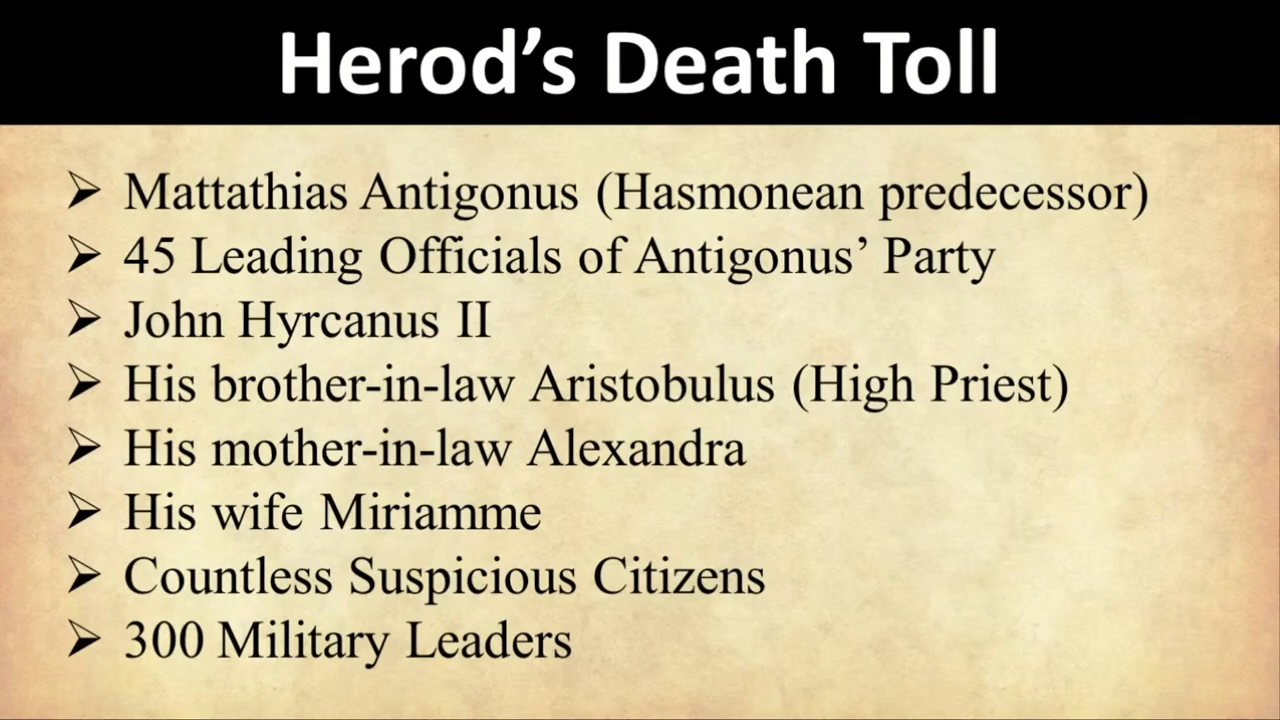 Herod’s Death Toll
➢ Mattathias Antigonus (Hasmonean predecessor)
➢ 45 Leading Officials of Antigonus’ Party
➢ John Hyrcanus II
➢ His brother-in-law Aristobulus (High Priest)
➢ His mother-in-law Alexandra
➢ His wife Miriamme
➢ Countless Suspicious Citizens
➢ 300 Military Leaders